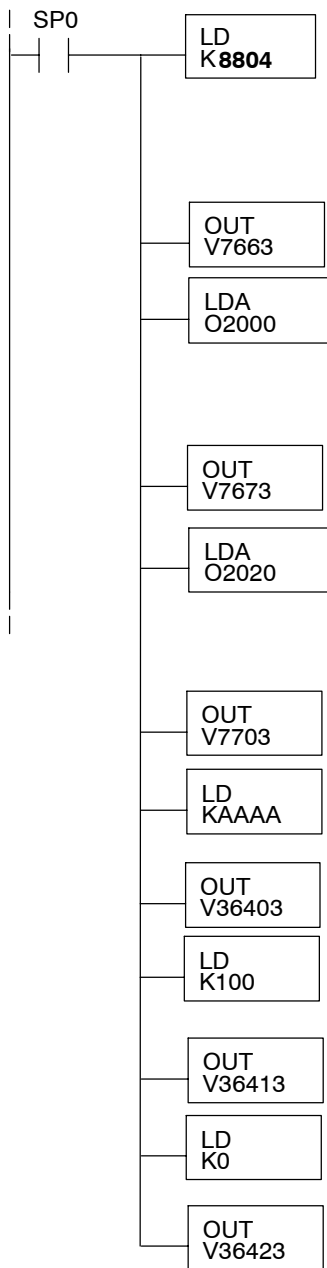 SP0
LD
K8804
OUT
V7663
LDA
O2000
OUT
V7673
LDA
O2020
OUT
V7703
LD
KAAAA
OUT
V36403
LD
K100
OUT
V36413
LD
K0
OUT
V36423